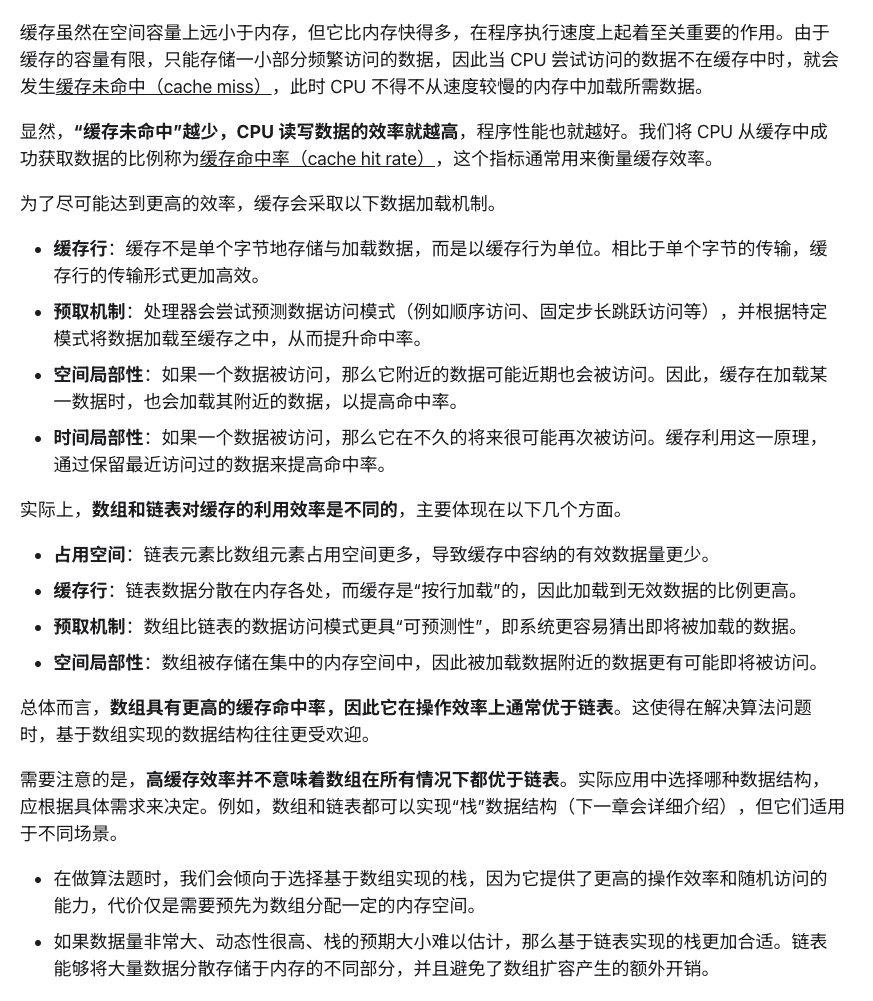 缓存虽然在空间容量上远小于内存，但它比内存快得多，在程序执行速度上起着至关重要的作用。由于
缓存的容量有限，只能存储一小部分频繁访问的数据，因此当 CPU 尝试访问的数据不在缓存中时，就会
发生缓存未命中（cache miss），此时 CPU 不得不从速度较慢的内存中加载所需数据。
显然，“缓存未命中”越少，CPU 读写数据的效率就越高，程序性能也就越好。我们将 CPU 从缓存中成
功获取数据的比例称为缓存命中率（cache hit rate），这个指标通常用来衡量缓存效率。
为了尽可能达到更高的效率，缓存会采取以下数据加载机制。
• 缓存行：缓存不是单个字节地存储与加载数据，而是以缓存行为单位。相比于单个字节的传输，缓
存行的传输形式更加高效。
• 预取机制：处理器会尝试预测数据访问模式（例如顺序访问、固定步长跳跃访问等），并根据特定
模式将数据加载至缓存之中，从而提升命中率。
• 空间局部性：如果一个数据被访问，那么它附近的数据可能近期也会被访问。因此，缓存在加载某
一数据时，也会加载其附近的数据，以提高命中率。
• 时间局部性：如果一个数据被访问，那么它在不久的将来很可能再次被访问。缓存利用这一原理，
通过保留最近访问过的数据来提高命中率。
实际上，数组和链表对缓存的利用效率是不同的，主要体现在以下几个方面。
• 占用空间：链表元素比数组元素占用空间更多，导致缓存中容纳的有效数据量更少。
• 缓存行：链表数据分散在内存各处，而缓存是“按行加载”的，因此加载到无效数据的比例更高。
• 预取机制：数组比链表的数据访问模式更具“可预测性”，即系统更容易猜出即将被加载的数据。
• 空间局部性：数组被存储在集中的内存空间中，因此被加载数据附近的数据更有可能即将被访问。
总体而言，数组具有更高的缓存命中率，因此它在操作效率上通常优于链表。这使得在解决算法问题
时，基于数组实现的数据结构往往更受欢迎。
需要注意的是，高缓存效率并不意味着数组在所有情况下都优于链表。实际应用中选择哪种数据结构，
应根据具体需求来决定。例如，数组和链表都可以实现“栈”数据结构（下一章会详细介绍），但它们适用
于不同场景。
• 在做算法题时，我们会倾向于选择基于数组实现的栈，因为它提供了更高的操作效率和随机访问的
能力，代价仅是需要预先为数组分配一定的内存空间。
• 如果数据量非常大、动态性很高、栈的预期大小难以估计，那么基于链表实现的栈更加合适。链表
能够将大量数据分散存储于内存的不同部分，并且避免了数组扩容产生的额外开销。